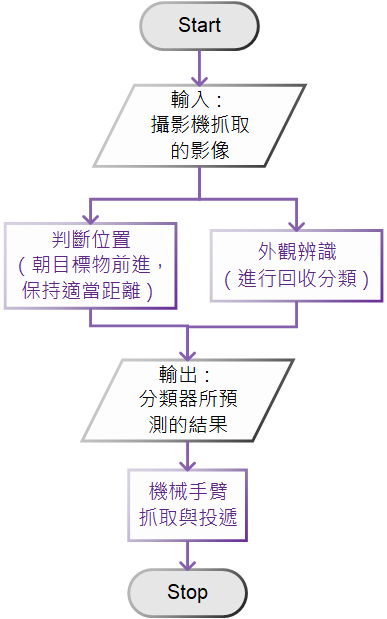 Start
輸入：
攝影機抓取
的影像
判斷位置
（朝目標物前進，
保持適當距離）
外觀辨識
（進行回收分類）
輸出：
分類器所預
測的結果
機械手臂
抓取與投遞
Stop